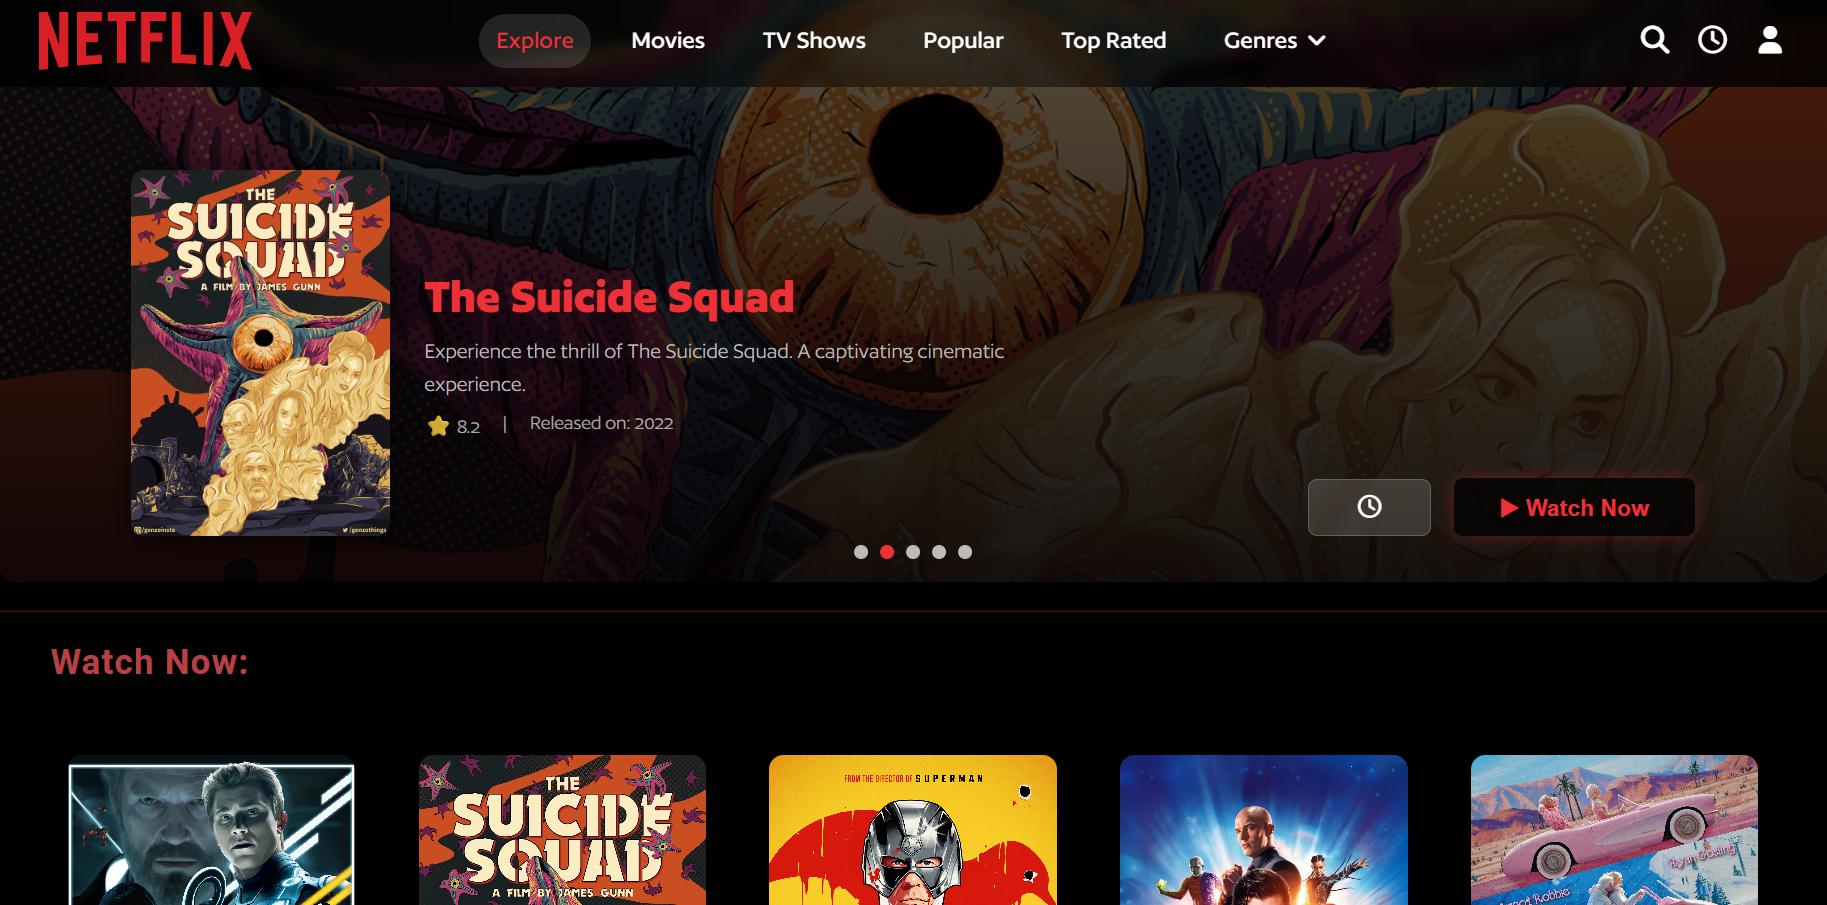 NETFLIX
Explore
Movies
TV Shows
Popular
Top Rated
Genres
THE
SUICIDE
SQUAD
A FILM BY JAMES GUNN
/genzoinsta
/genzothings
The Suicide Squad
Experience the thrill of The Suicide Squad. A captivating cinematic
experience.
8.2 | Released on: 2022
Watch Now
Watch Now:
THE
SUICIDE
SQUAD
A FILM BY JAMES GUNN
FROM THE DIRECTOR OF SUPERMAN
Ryan Gosling
Margot Robbie